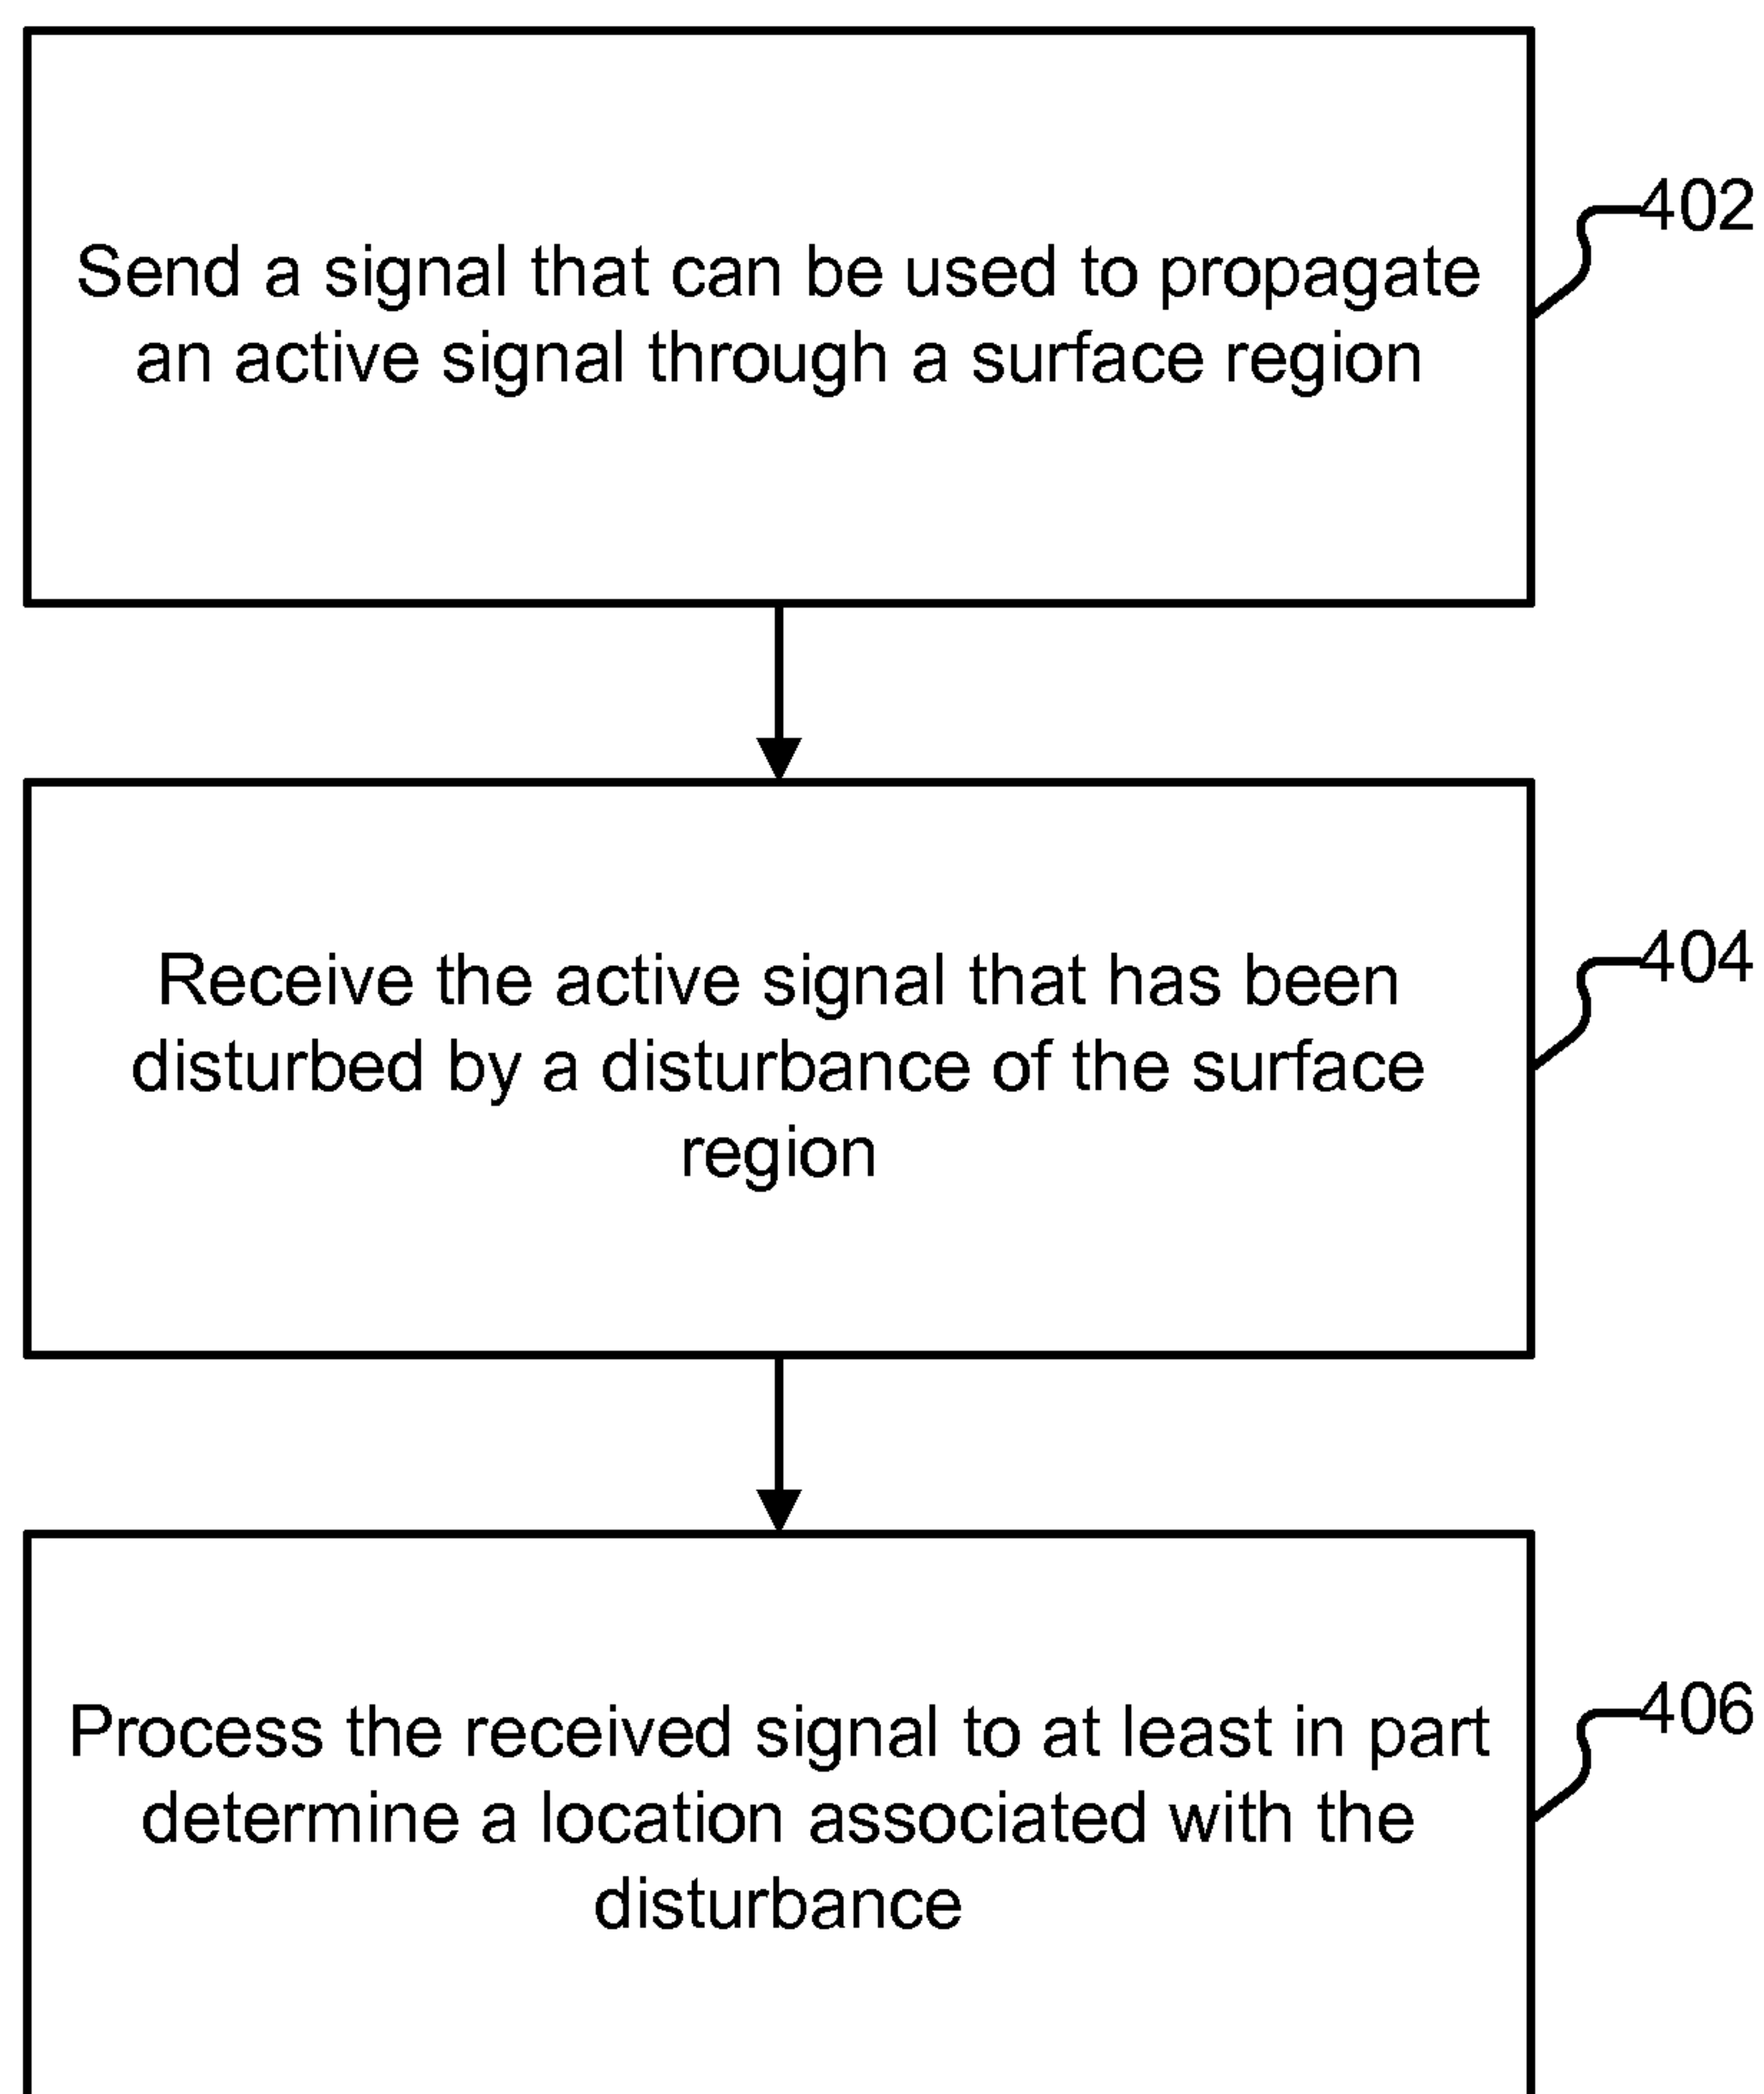 402
Send a signal that can be used to propagate
an active signal through a surface region
404
Receive the active signal that has been
disturbed by a disturbance of the surface
region
406
Process the received signal to at least in part
determine a location associated with the
disturbance